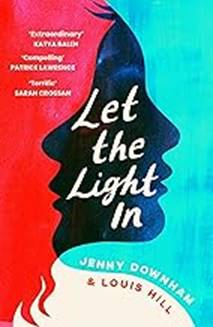 'Extraordinary'
KATYA BALEN
'Compelling'
PATRICE LAWRENCE
'Terrific'
SARAH CROSSAN
Let
the
Light
In
JENNY DOWNHAM
& LOUIS HILL